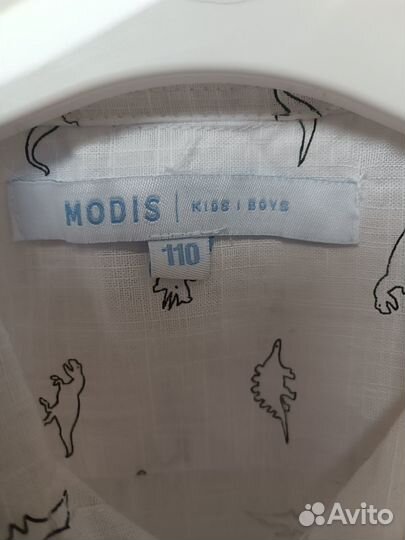 MODIS | KIDS | BOYS
110
Avito